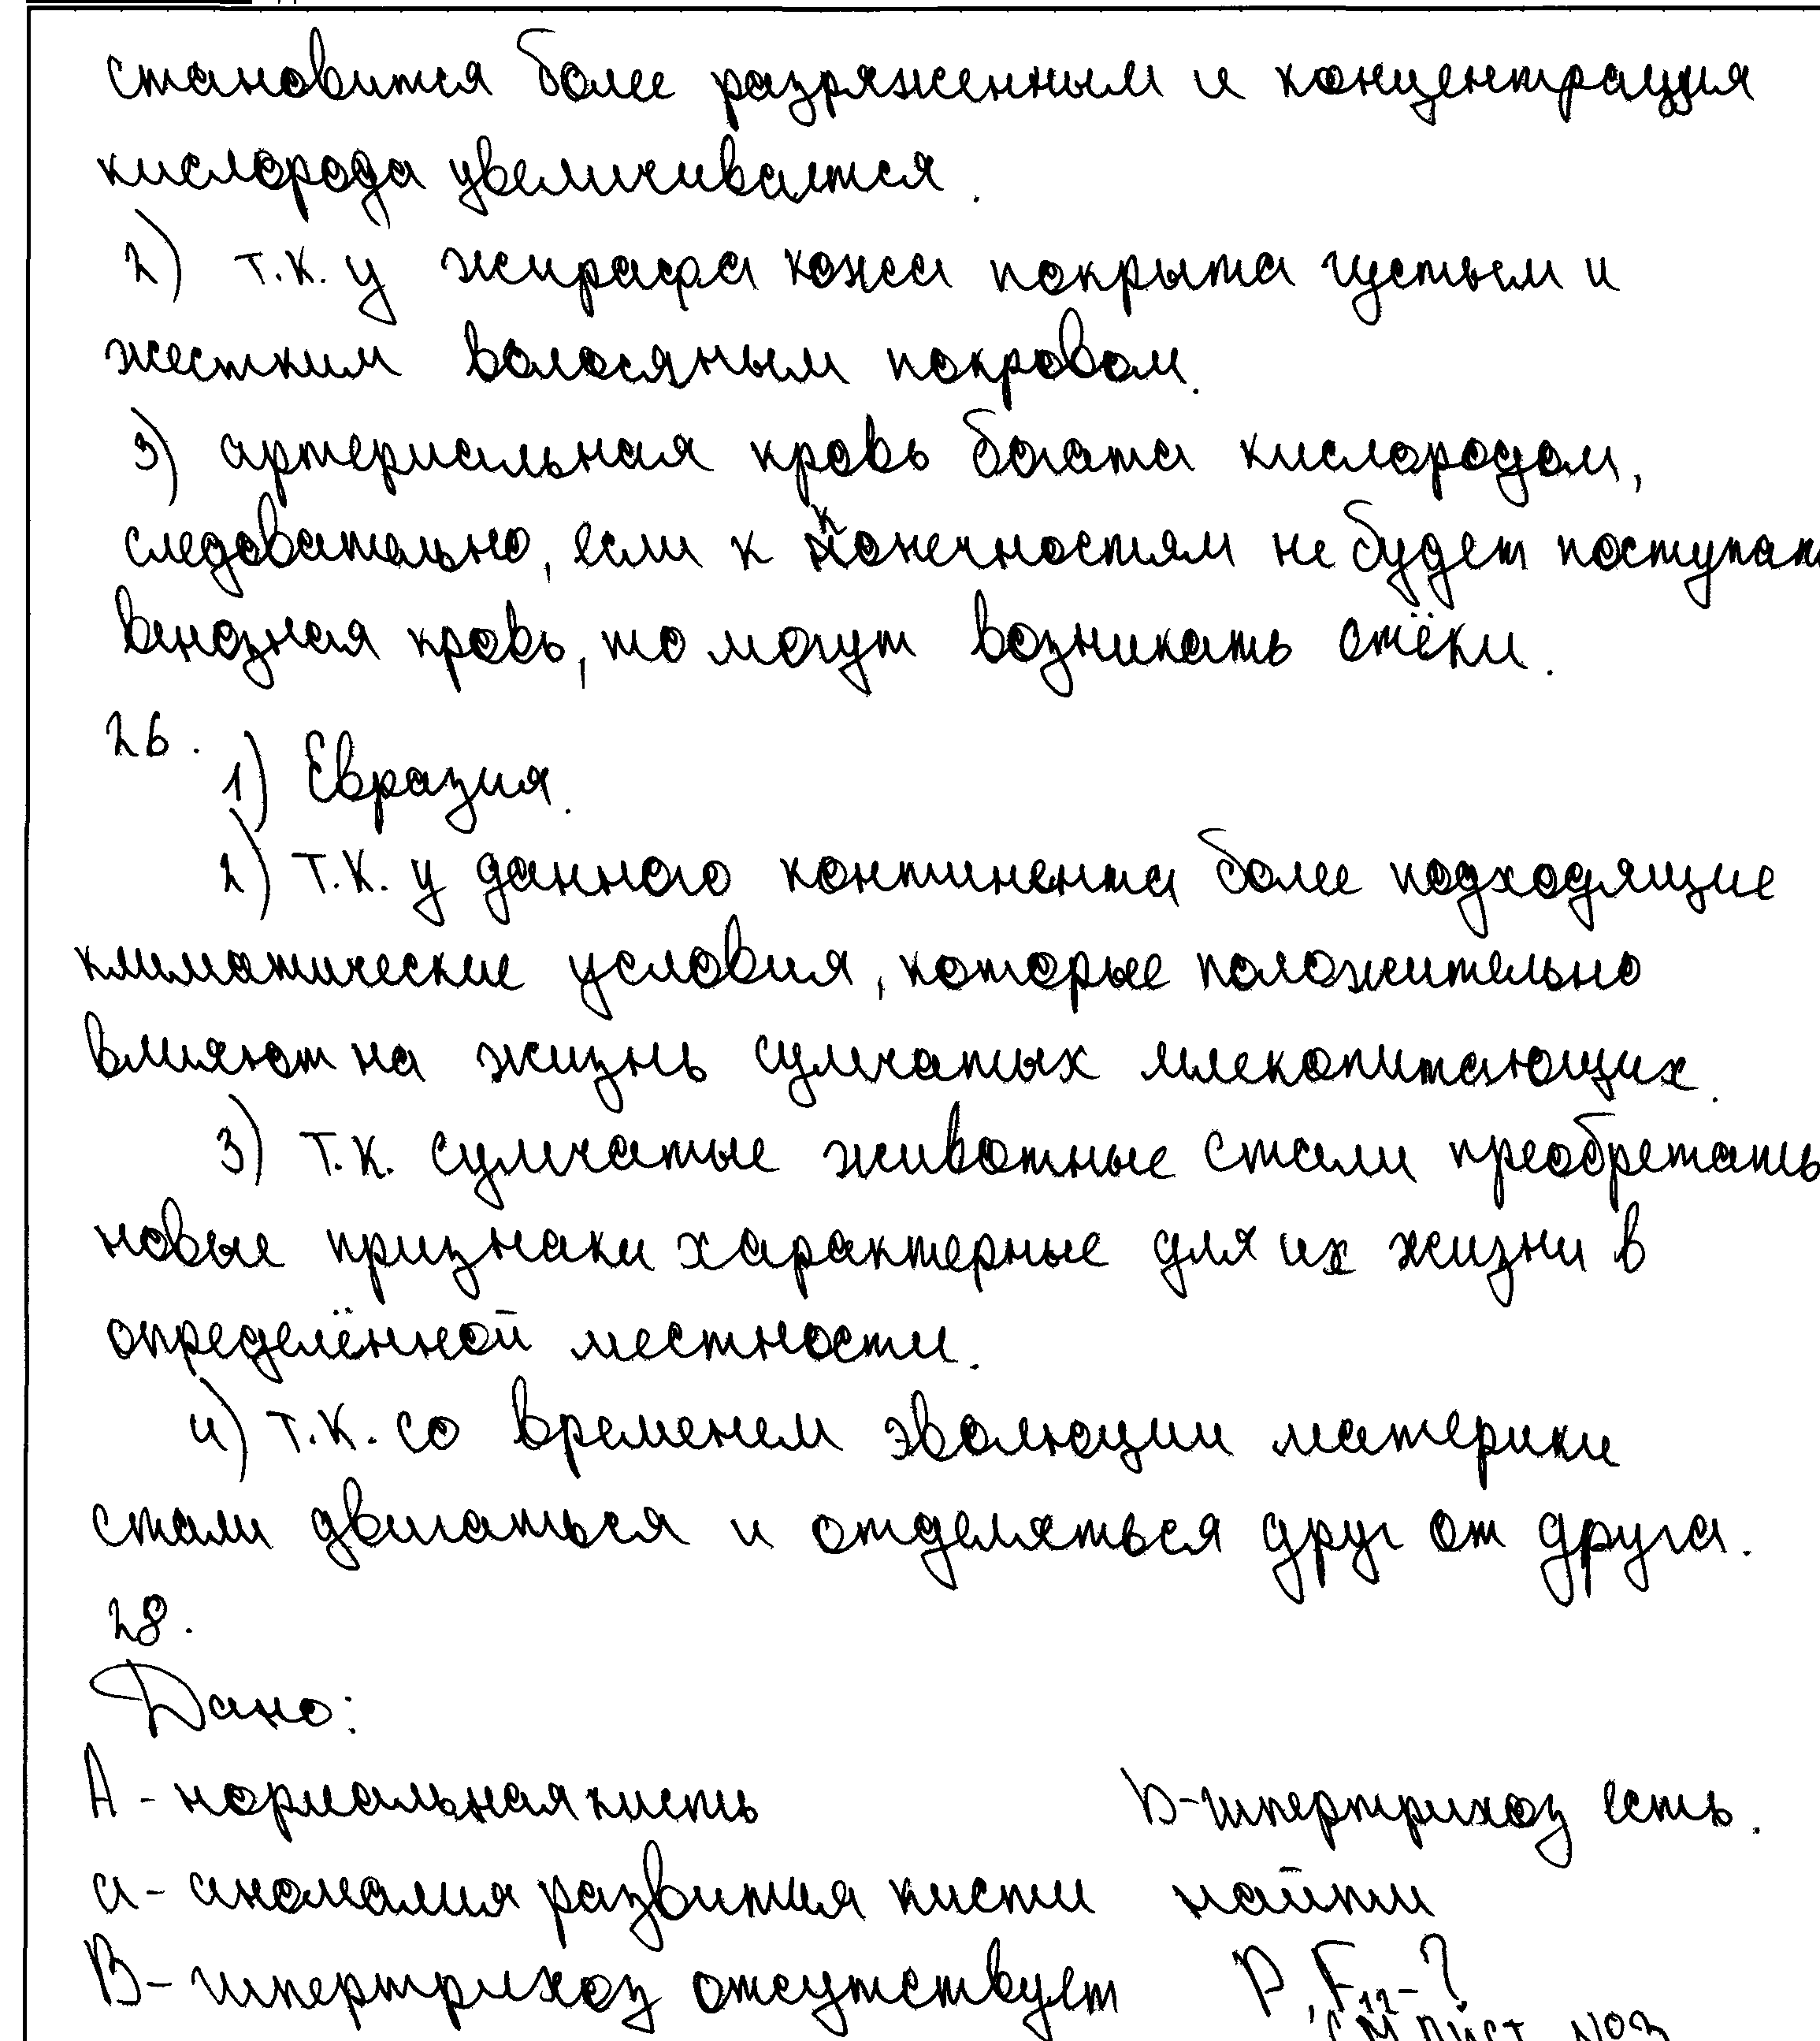 становится более разряженным и концентрация
кислорода увеличивается.
2) т.к. у жирафа кожа покрыта густым и
жестким волосяным покровом.
3) артериальная кровь богата кислородом,
следовательно, если к конечностям не будет поступат
венозная кровь, то могут возникать отёки.
26.
1) Евразия.
2) т.к. у данного континента более подходящие
климатические условия, которые положительно
влияют на жизнь сумчатых млекопитающих.
3) т.к. сумчатые животные стали преобретать
новые признаки характерные для их жизни в
определённой местности.
4) т.к. со временем эволюции материки
стали двигаться и отделяться друг от друга.
28.
Дано:
А - нормальная кисть b - гипертрихоз есть.
а - аномалия развития кисти найти
В - гипертрихоз отсутствует P, F₁₂ - ?
см лист №3